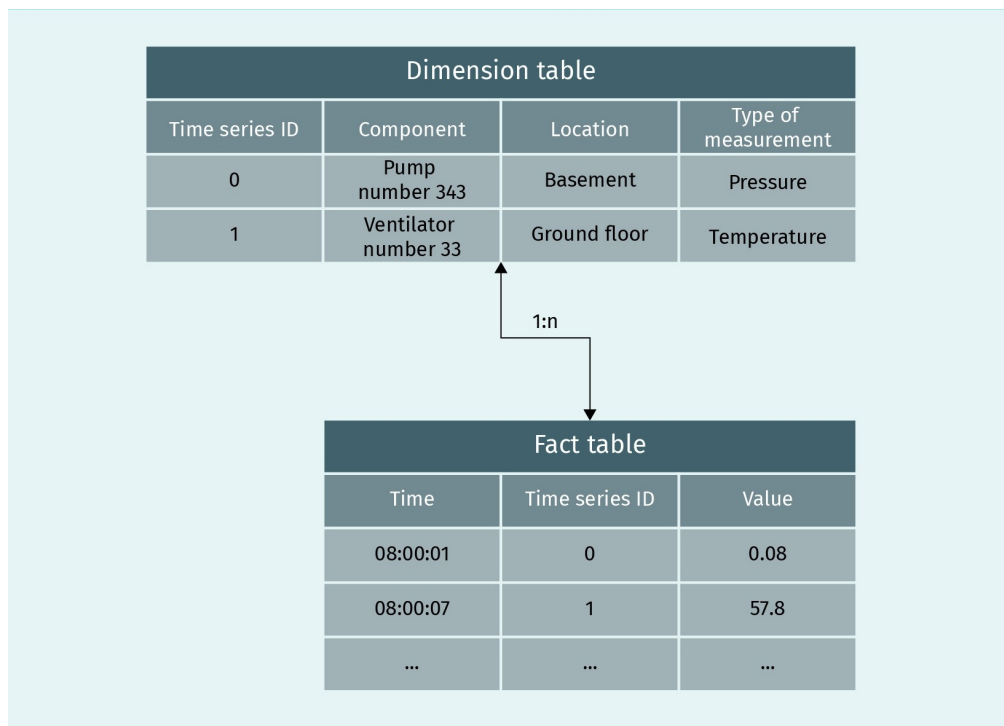 Dimension table
Time series ID Component Location Type of
measurement
0 Pump
number 343 Basement Pressure
1 Ventilator
number 33 Ground floor Temperature
1:n
Fact table
Time Time series ID Value
08:00:01 0 0.08
08:00:07 1 57.8
... ... ...